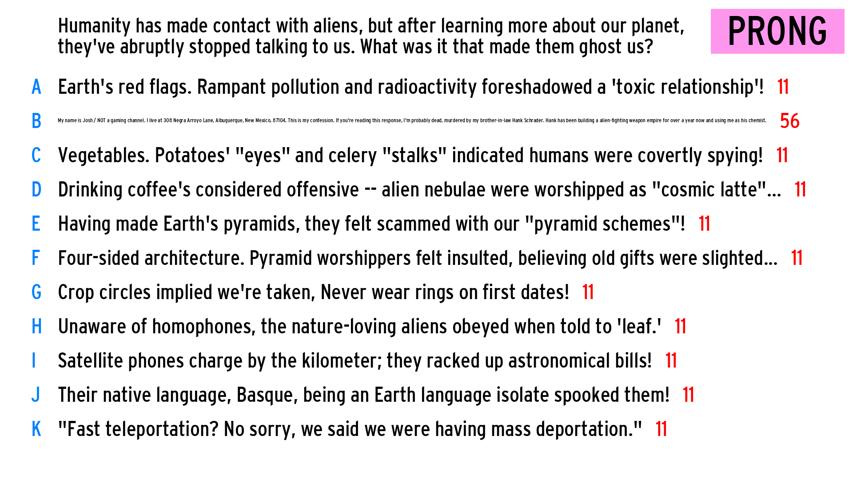 Humanity has made contact with aliens, but after learning more about our planet,
they've abruptly stopped talking to us. What was it that made them ghost us?
PRONG
A Earth's red flags. Rampant pollution and radioactivity foreshadowed a 'toxic relationship'! 11
B My name is Josh / NOT a gaming channel. I live at 308 Negra Arroyo Lane, Albuquerque, New Mexico, 87104. This is my confession. If you're reading this response, I'm probably dead, murdered by my brother-in-law Hank Schrader. Hank has been building a alien-fighting weapon empire for over a year now and using me as his chemist. 56
C Vegetables. Potatoes' "eyes" and celery "stalks" indicated humans were covertly spying! 11
D Drinking coffee's considered offensive -- alien nebulae were worshipped as "cosmic latte"... 11
E Having made Earth's pyramids, they felt scammed with our "pyramid schemes"! 11
F Four-sided architecture. Pyramid worshippers felt insulted, believing old gifts were slighted... 11
G Crop circles implied we're taken, Never wear rings on first dates! 11
H Unaware of homophones, the nature-loving aliens obeyed when told to 'leaf.' 11
I Satellite phones charge by the kilometer; they racked up astronomical bills! 11
J Their native language, Basque, being an Earth language isolate spooked them! 11
K "Fast teleportation? No sorry, we said we were having mass deportation." 11